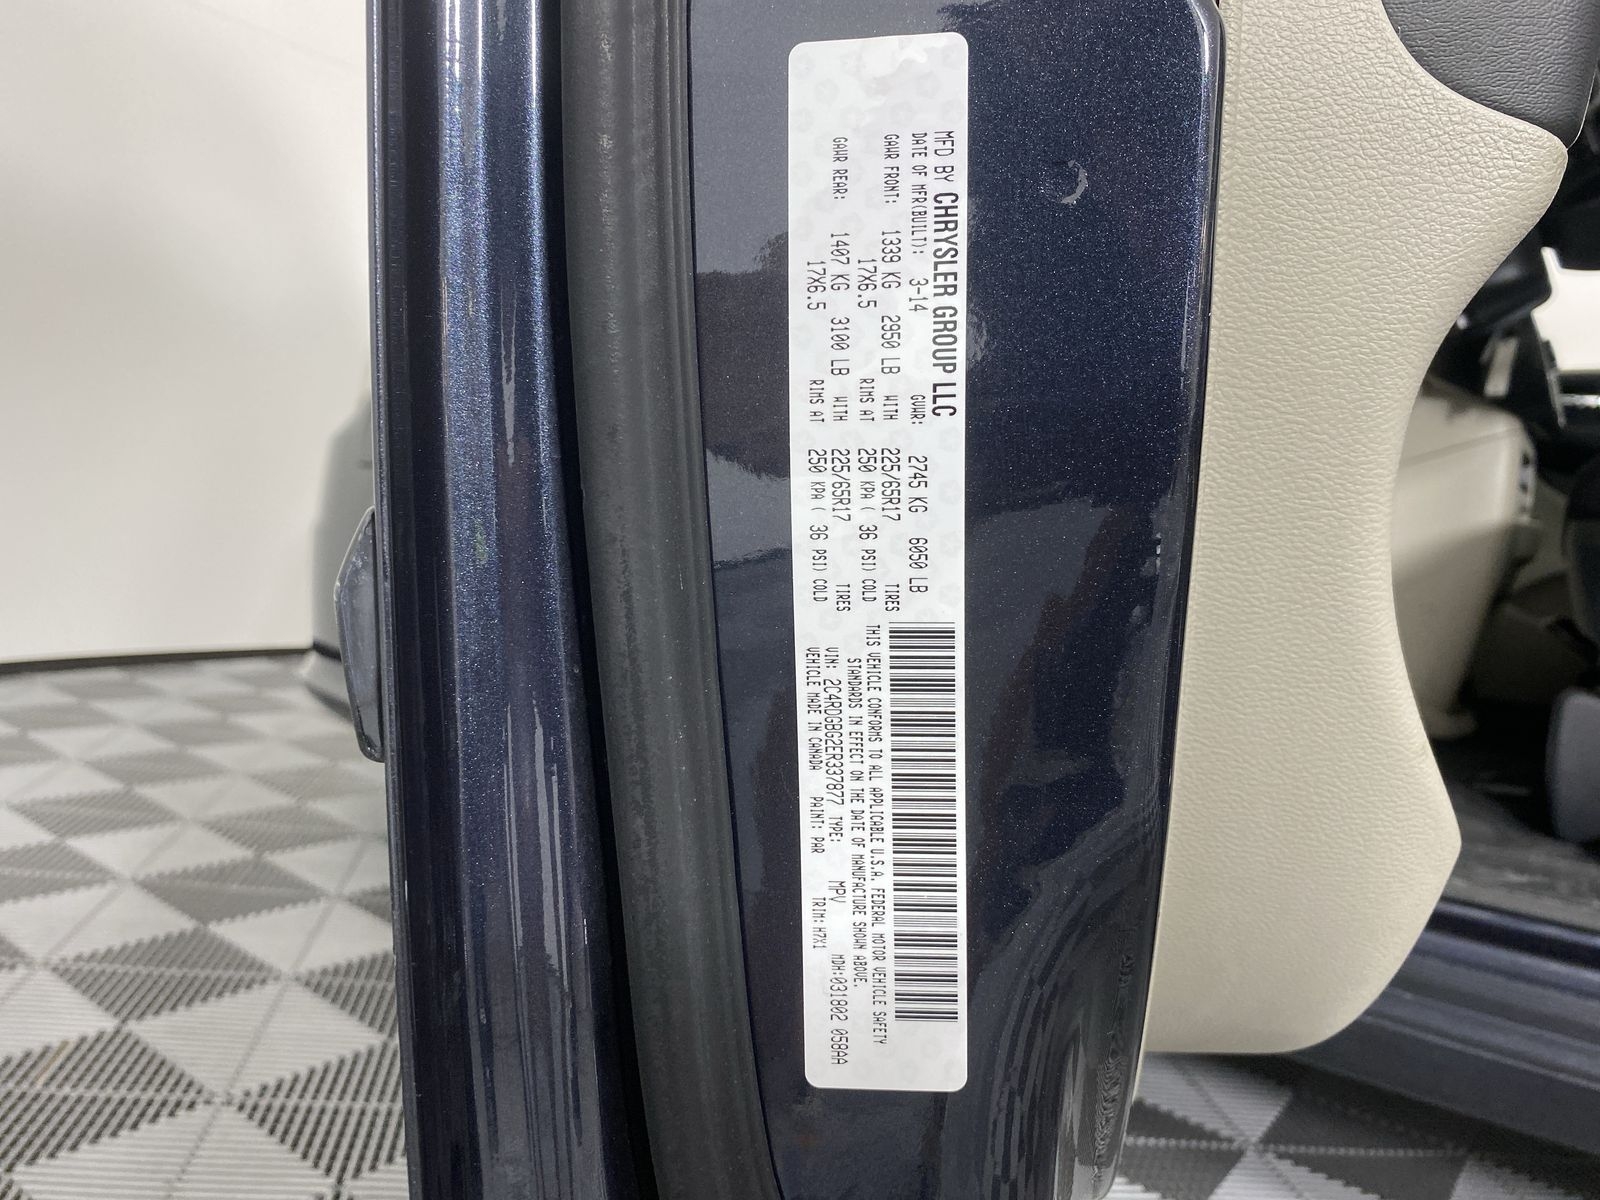 MFD BY CHRYSLER GROUP LLC
DATE OF MFR(BUILT): 3-14 GVWR: 2745 KG 6050 LB
GAWR FRONT: 1339 KG 2950 LB WITH 225/65R17 TIRES
17X6.5 RIMS AT 250 KPA ( 36 PSI) COLD
GAWR REAR: 1407 KG 3100 LB WITH 225/65R17 TIRES
17X6.5 RIMS AT 250 KPA ( 36 PSI) COLD
THIS VEHICLE CONFORMS TO ALL APPLICABLE U.S.A. FEDERAL MOTOR VEHICLE SAFETY
STANDARDS IN EFFECT ON THE DATE OF MANUFACTURE SHOWN ABOVE.
VIN: 2C4RDGBG2ER337877 TYPE: MPV MDH:031802 058AA
VEHICLE MADE IN CANADA PAINT: PAR TRIM: H7X1